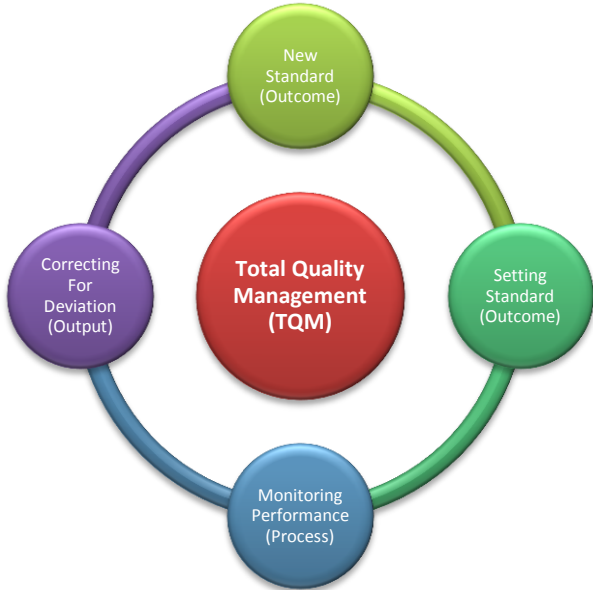 New
Standard
(Outcome)
Correcting
For
Deviation
(Output)
Total Quality
Management
(TQM)
Setting
Standard
(Outcome)
Monitoring
Performance
(Process)